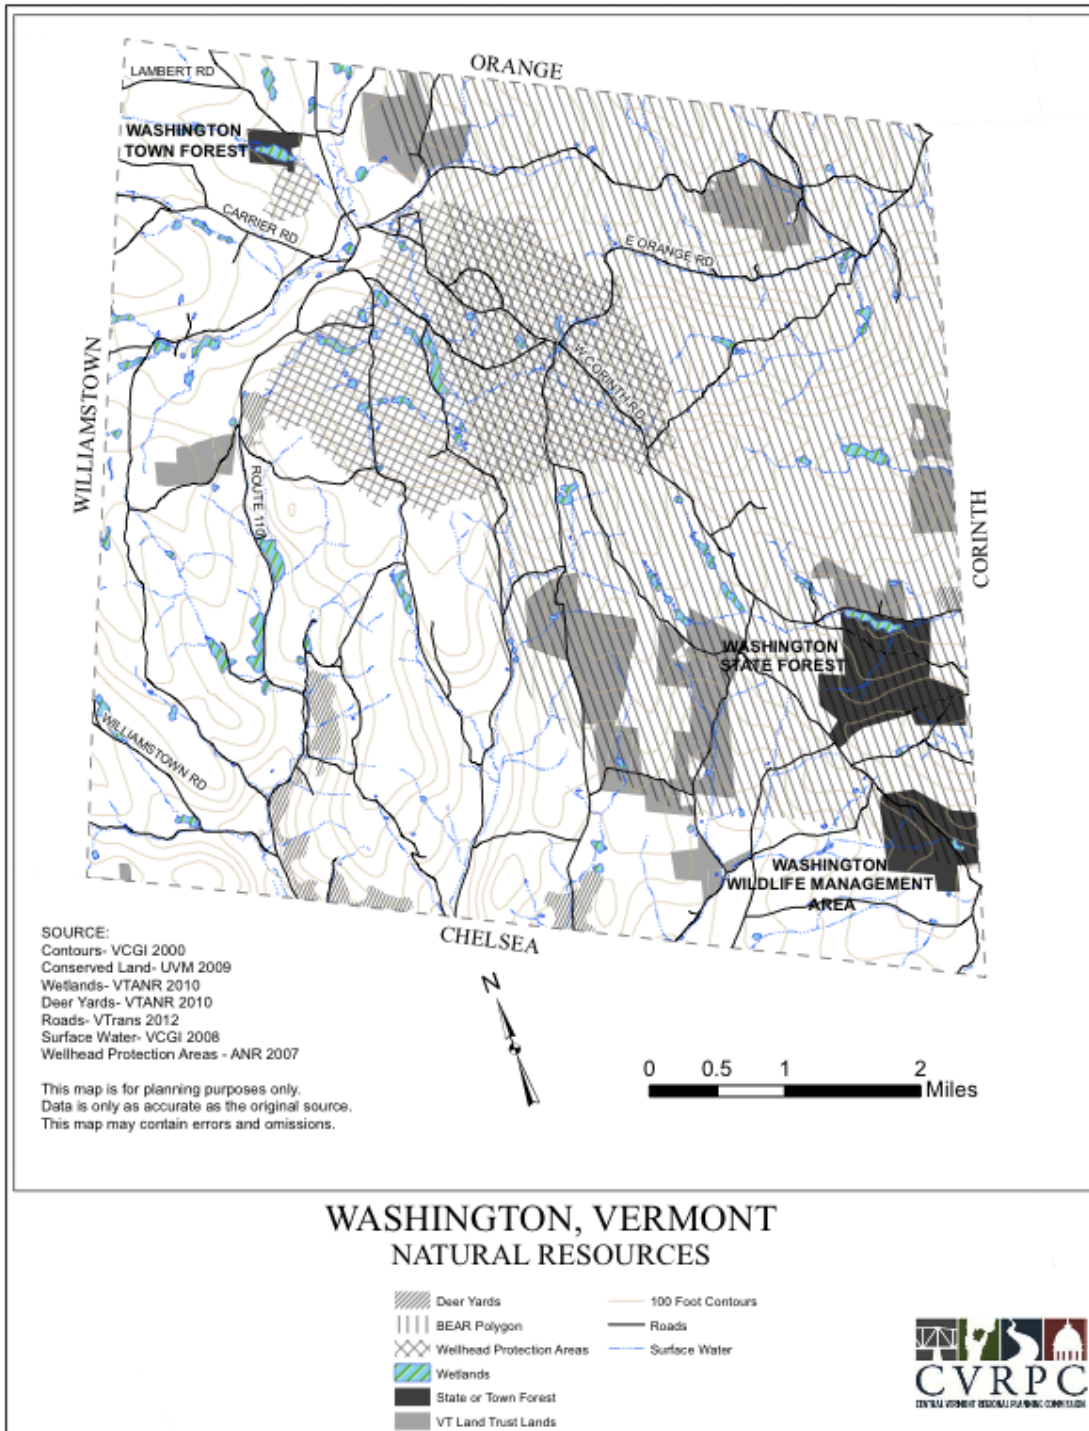 ORANGE
LAMBERT RD
WASHINGTON
TOWN FOREST
CARRIER RD
E ORANGE RD
W CORINTH RD
WILLIAMSTOWN
ROUTE 110
CORINTH
WASHINGTON
STATE FOREST
WILLIAMSTOWN RD
WASHINGTON
WILDLIFE MANAGEMENT
AREA
CHELSEA
SOURCE:
Contours- VCGI 2000
Conserved Land- UVM 2009
Wetlands- VTANR 2010
Deer Yards- VTANR 2010
Roads- VTrans 2012
Surface Water- VCGI 2008
Wellhead Protection Areas - ANR 2007
This map is for planning purposes only.
Data is only as accurate as the original source.
This map may contain errors and omissions.
N
0 0.5 1 2
Miles
WASHINGTON, VERMONT
NATURAL RESOURCES
Deer Yards
BEAR Polygon
Wellhead Protection Areas
Wetlands
State or Town Forest
VT Land Trust Lands
100 Foot Contours
Roads
Surface Water
CVRPC
CENTRAL VERMONT REGIONAL PLANNING COMMISSION